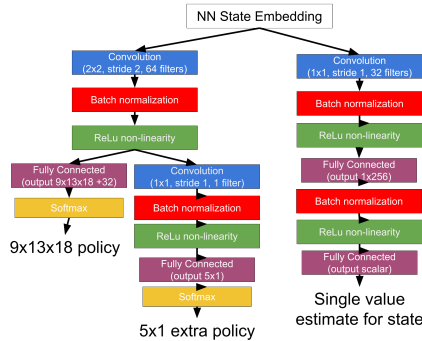 NN State Embedding
Convolution
(2x2, stride 2, 64 filters)
Batch normalization
ReLu non-linearity
Fully Connected
(output 9x13x18 +32)
Softmax
9x13x18 policy
Convolution
(1x1, stride 1, 1 filter)
Batch normalization
ReLu non-linearity
Fully Connected
(output 5x1)
Softmax
5x1 extra policy
Convolution
(1x1, stride 1, 32 filters)
Batch normalization
ReLu non-linearity
Fully Connected
(output 1x256)
Batch normalization
ReLu non-linearity
Fully Connected
(output scalar)
Single value
estimate for state